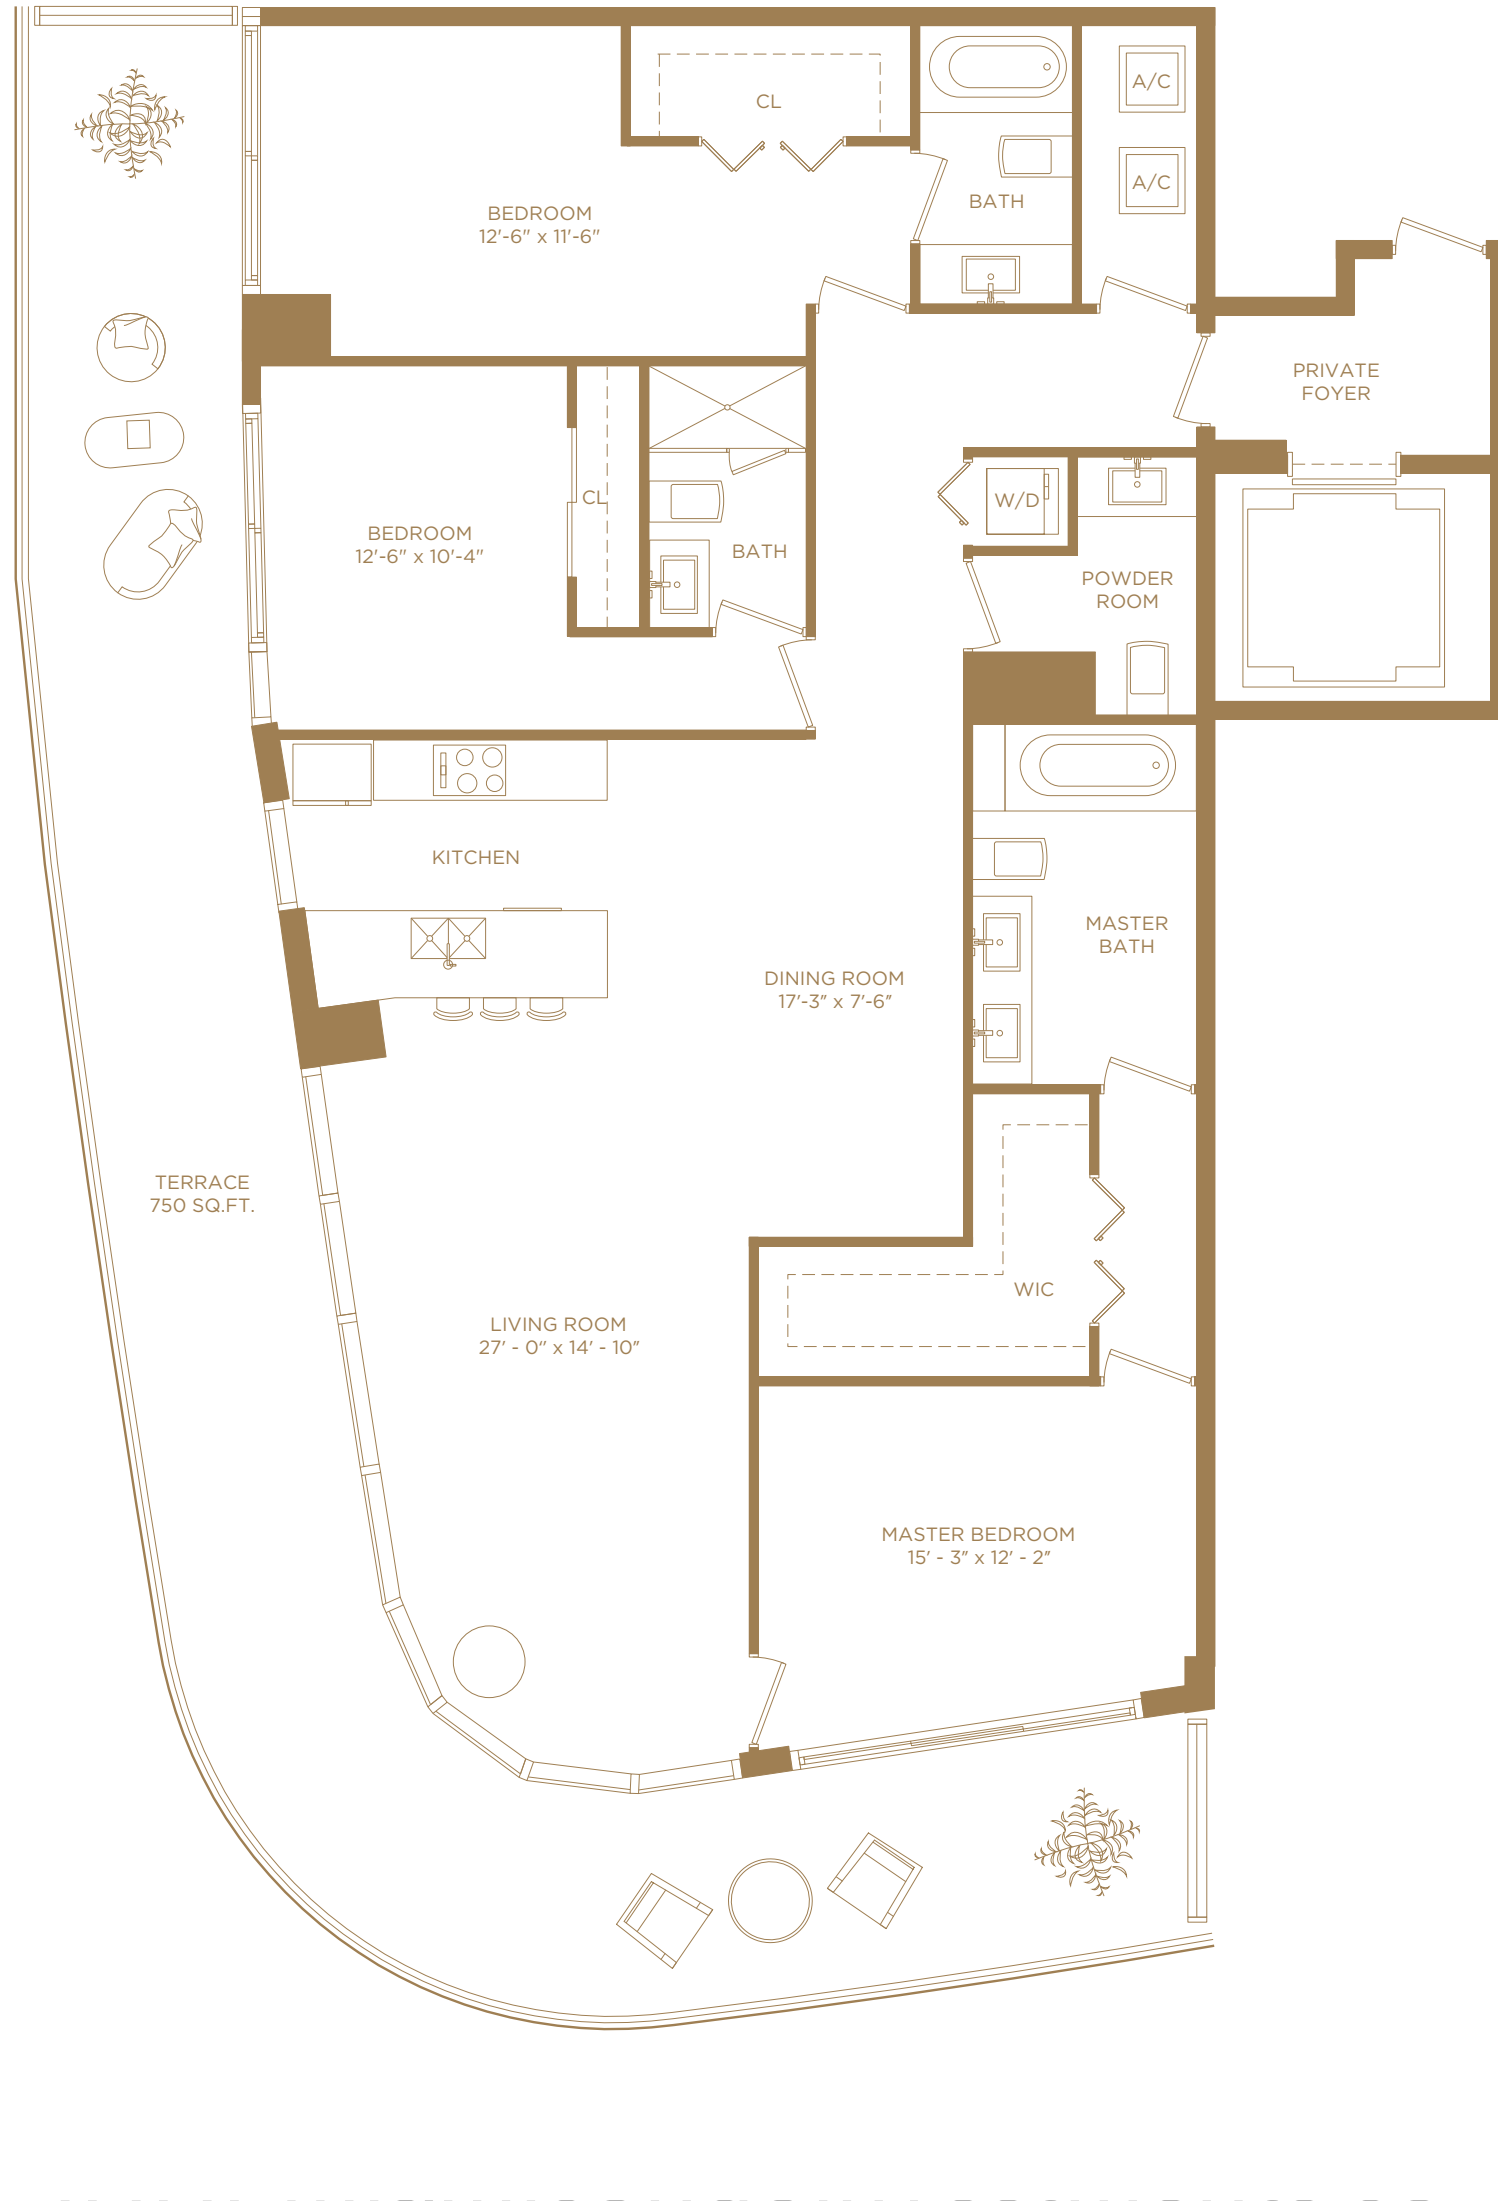 CL
A/C
A/C
BATH
BEDROOM
12'-6" x 11'-6"
PRIVATE
FOYER
CL
W/D
BEDROOM
12'-6" x 10'-4"
BATH
POWDER
ROOM
KITCHEN
MASTER
BATH
DINING ROOM
17'-3" x 7'-6"
TERRACE
750 SQ.FT.
WIC
LIVING ROOM
27' - 0'' x 14' - 10"
MASTER BEDROOM
15' - 3" x 12' - 2"